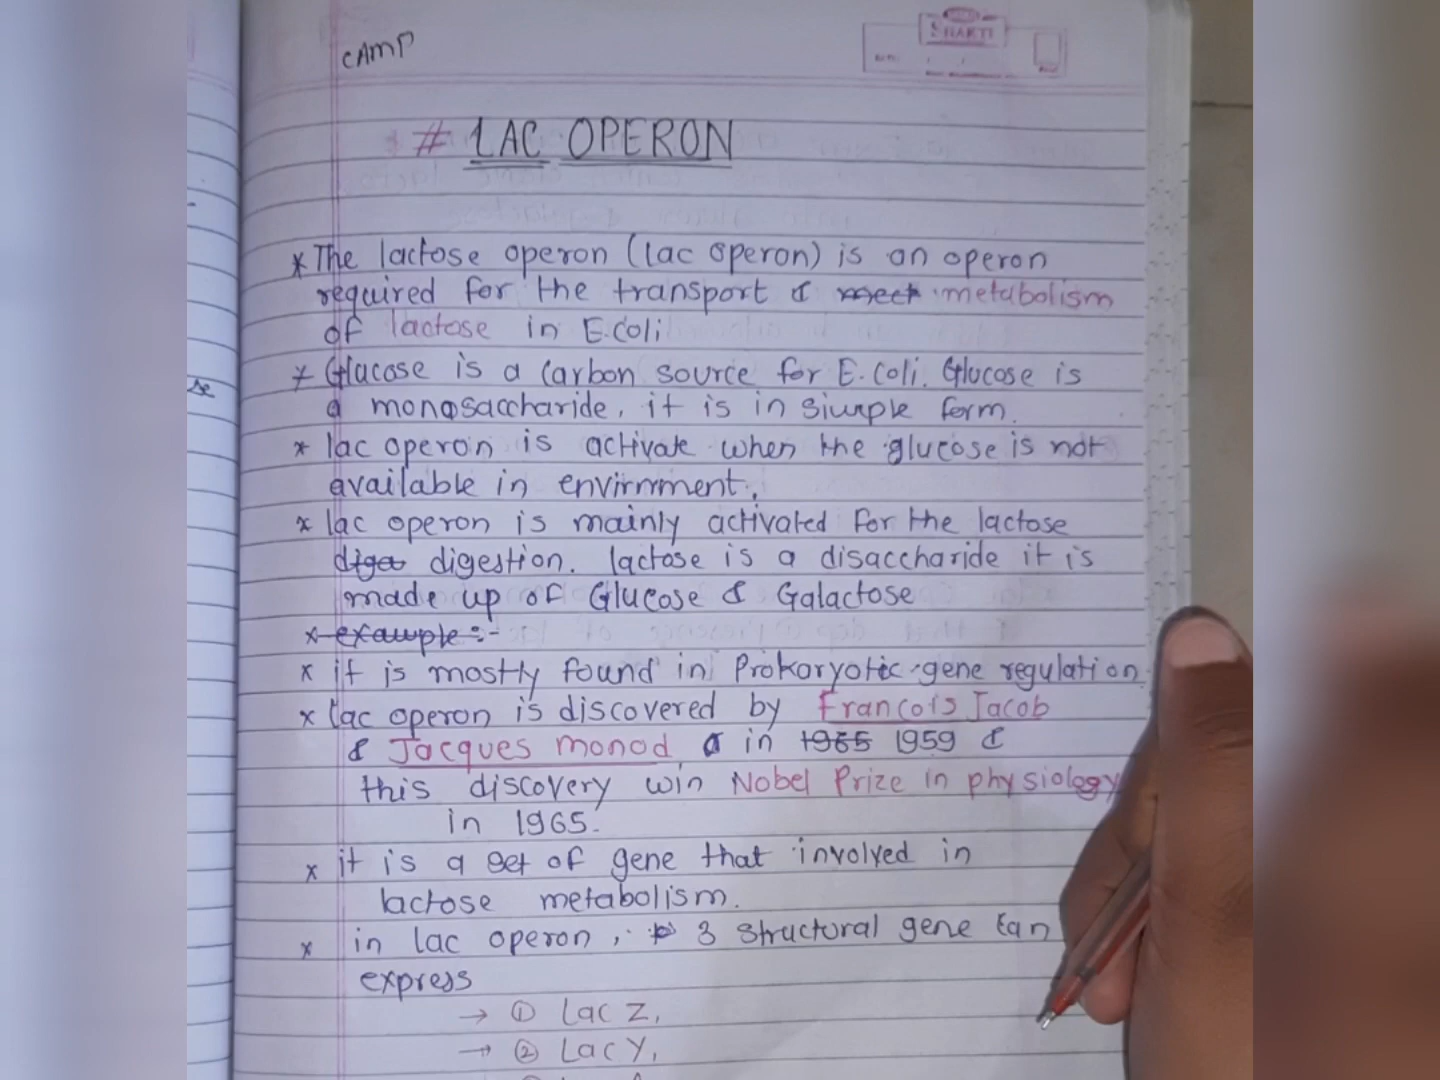 cAMP
SHAKTI
# LAC OPERON
* The lactose operon (lac operon) is an operon
required for the transport & meet metabolism
of lactose in E.coli
* Glucose is a carbon source for E.coli. Glucose is
a monosaccharide, it is in simple form.
* lac operon is activate when the glucose is not
available in envirnment.
* lac operon is mainly activated for the lactose
diga digestion. lactose is a disaccharide it is
made up of Glucose & Galactose
* example :-
* it is mostly found in Prokaryotic gene regulation
* lac operon is discovered by Francois Jacob
& Jacques monod in 1965 1959 &
this discovery win Nobel Prize in physiology
in 1965.
* it is a set of gene that involved in
lactose metabolism.
* in lac operon, 3 structural gene can
express
→ ① Lac Z,
→ ② Lac Y,